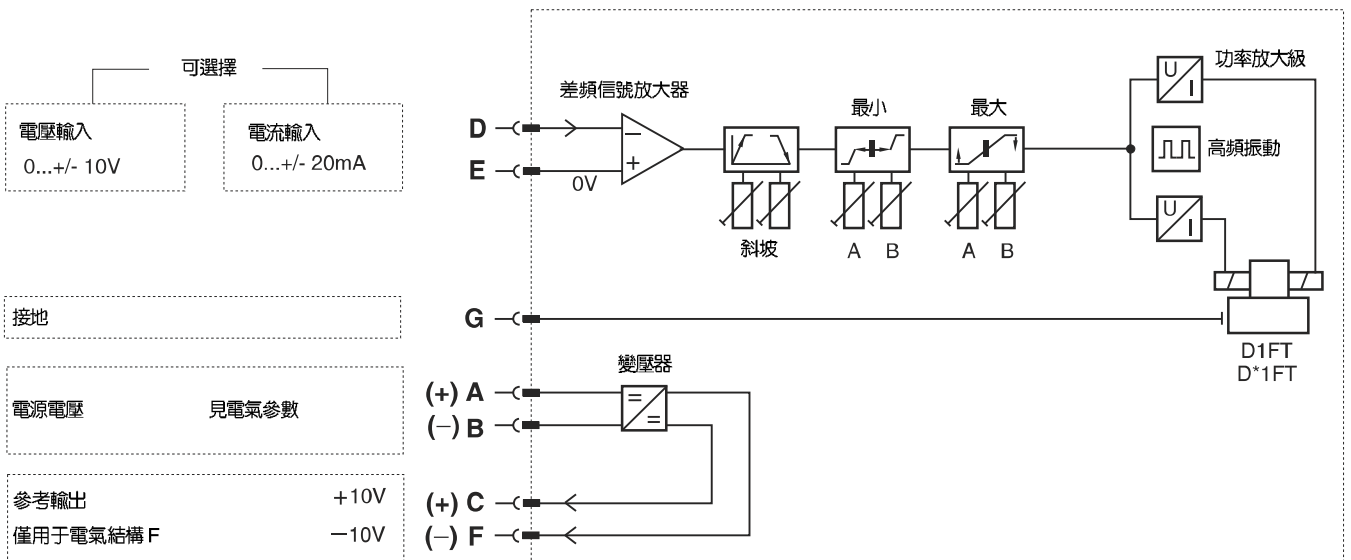 可選擇
電壓輸入
0...+/- 10V
電流輸入
0...+/- 20mA
D
E
差頻信號放大器
−
+
0V
斜坡
最小
A B
最大
A B
U
I
功率放大級
高頻振動
U
I
接地
G
D1FT
D*1FT
電源電壓 見電氣參數
(+) A
(−) B
變壓器
=
=
參考輸出 +10V
僅用于電氣結構 F −10V
(+) C
(−) F